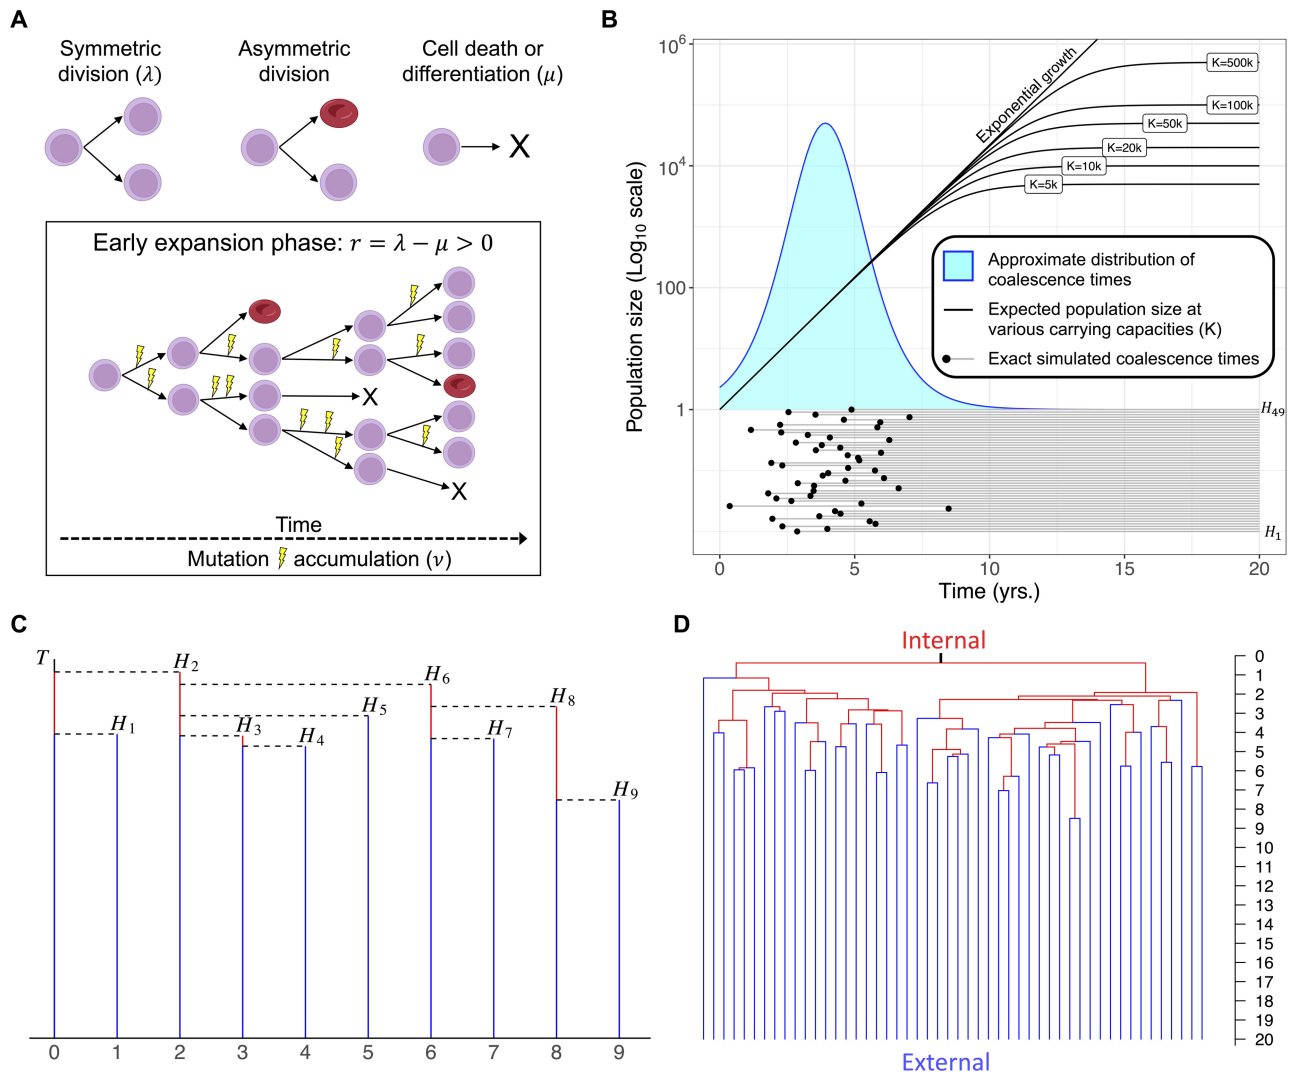 A
Symmetric
division (λ)
Asymmetric
division
Cell death or
differentiation (μ)
X
Early expansion phase: r = λ − μ > 0
X
X
Time
Mutation accumulation (ν)
B
Population size (Log10 scale)
10^6
10^4
100
1
Exponential growth
K=500k
K=100k
K=50k
K=20k
K=10k
K=5k
Approximate distribution of
coalescence times
Expected population size at
various carrying capacities (K)
Exact simulated coalescence times
H49
H1
0 5 10 15 20
Time (yrs.)
C
T
H2
H6
H8
H5
H1
H3
H7
H4
H9
0 1 2 3 4 5 6 7 8 9
D
Internal
0
1
2
3
4
5
6
7
8
9
10
11
12
13
14
15
16
17
18
19
20
External